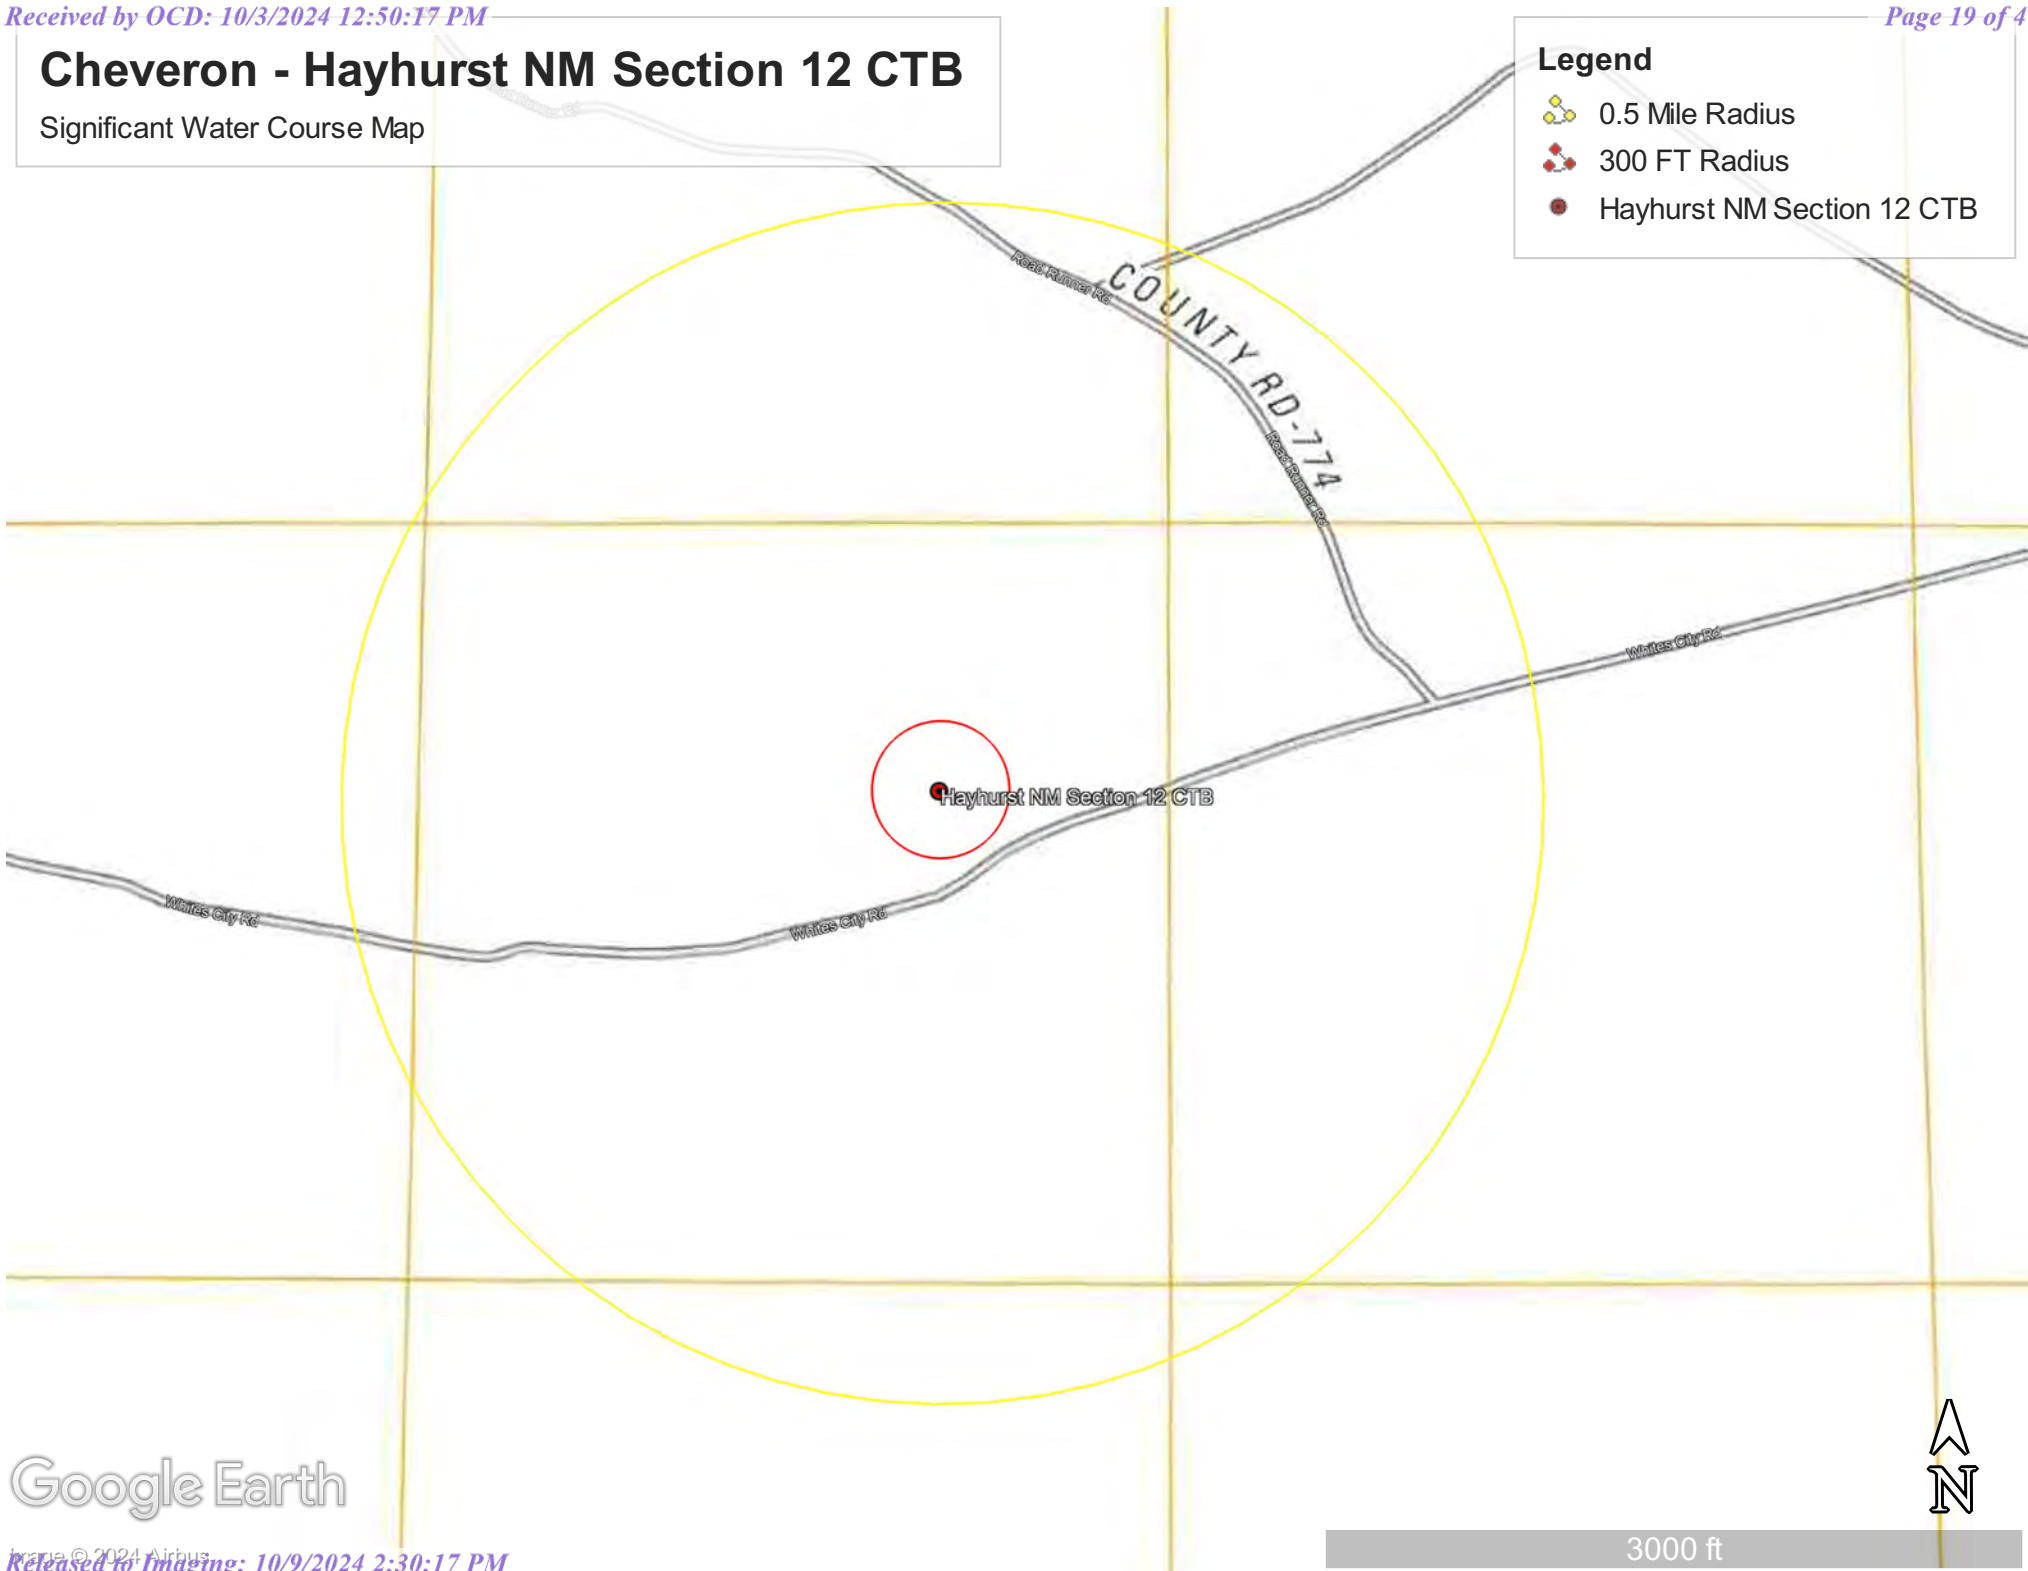 Received by OCD: 10/3/2024 12:50:17 PM
Page 19 of 4
Cheveron - Hayhurst NM Section 12 CTB
Significant Water Course Map
Legend
0.5 Mile Radius
300 FT Radius
Hayhurst NM Section 12 CTB
Road Runner Rd
COUNTY RD-774
Road Runner Rd
Whites City Rd
Hayhurst NM Section 12 CTB
Whites City Rd
Whites City Rd
Google Earth
N
3000 ft
Image © 2024 Airbus
Released to Imaging: 10/9/2024 2:30:17 PM